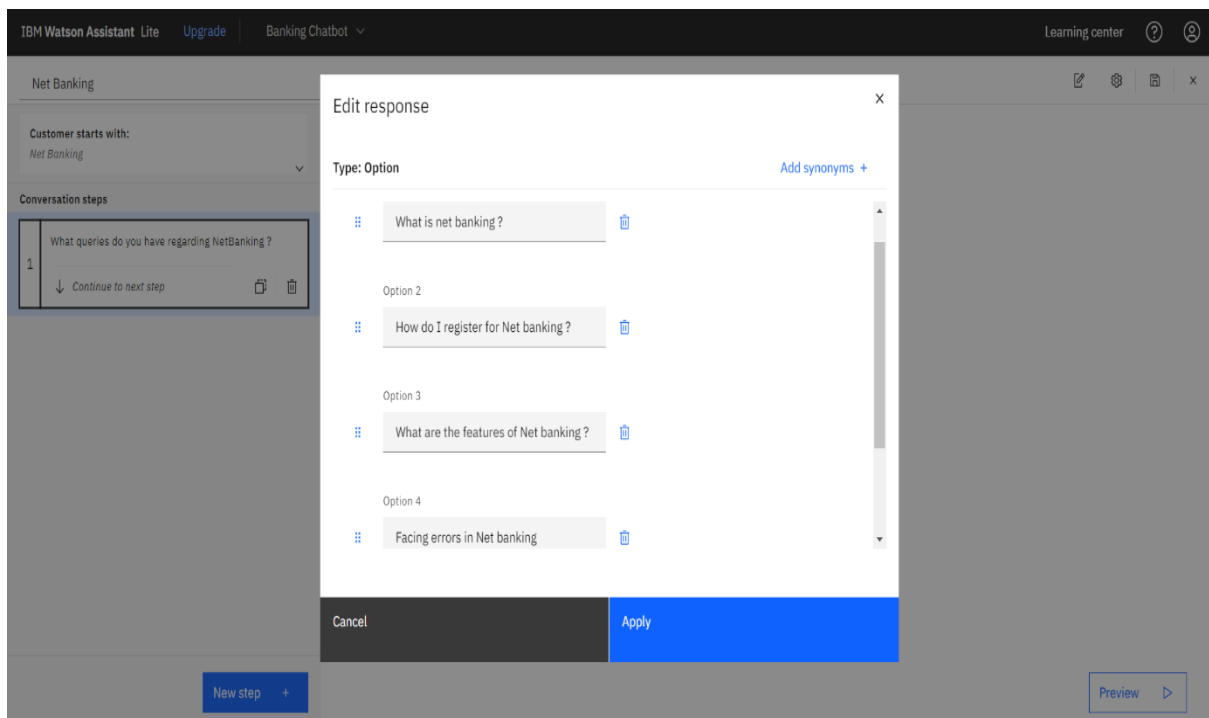 IBM Watson Assistant Lite Upgrade Banking Chatbot Learning center
Net Banking
Customer starts with:
Net Banking
Conversation steps
1
What queries do you have regarding NetBanking ?
Continue to next step
New step +
Edit response
Type: Option
Add synonyms +
What is net banking ?
Option 2
How do I register for Net banking ?
Option 3
What are the features of Net banking ?
Option 4
Facing errors in Net banking
Cancel
Apply
Preview